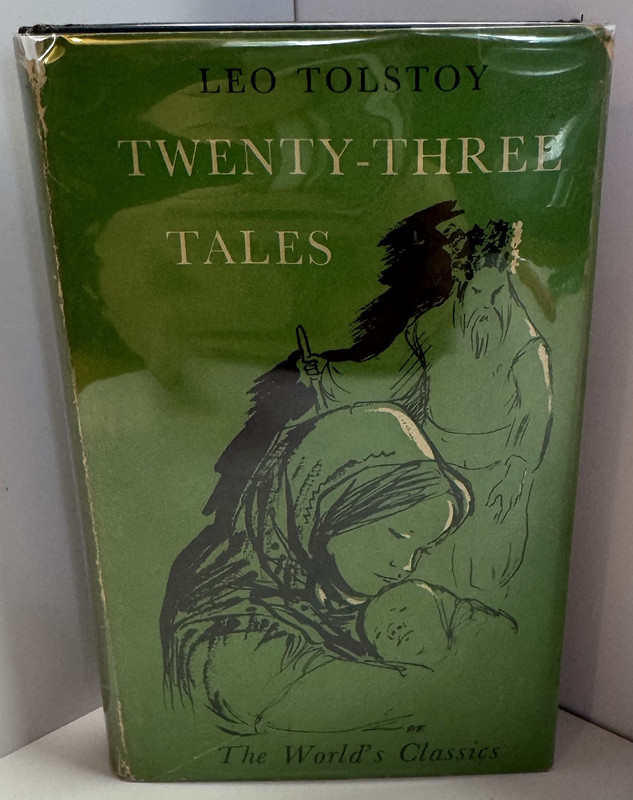 LEO TOLSTOY
TWENTY-THREE
TALES
The World's Classics